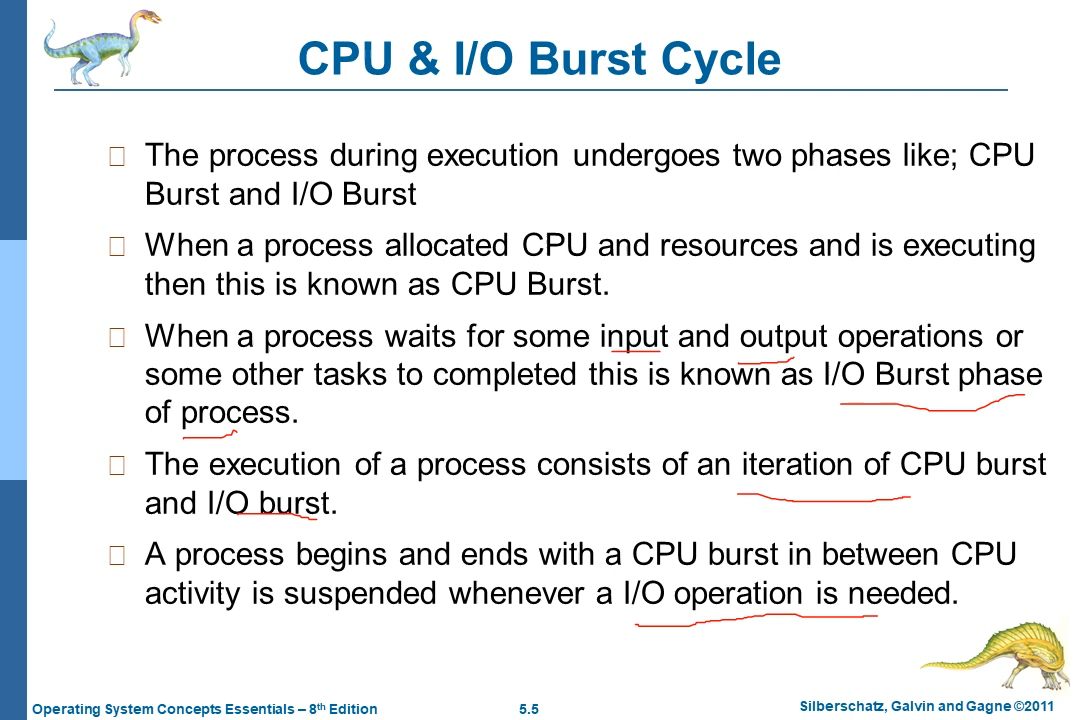 CPU & I/O Burst Cycle
The process during execution undergoes two phases like; CPU
Burst and I/O Burst
When a process allocated CPU and resources and is executing
then this is known as CPU Burst.
When a process waits for some input and output operations or
some other tasks to completed this is known as I/O Burst phase
of process.
The execution of a process consists of an iteration of CPU burst
and I/O burst.
A process begins and ends with a CPU burst in between CPU
activity is suspended whenever a I/O operation is needed.
Operating System Concepts Essentials – 8th Edition
5.5
Silberschatz, Galvin and Gagne ©2011